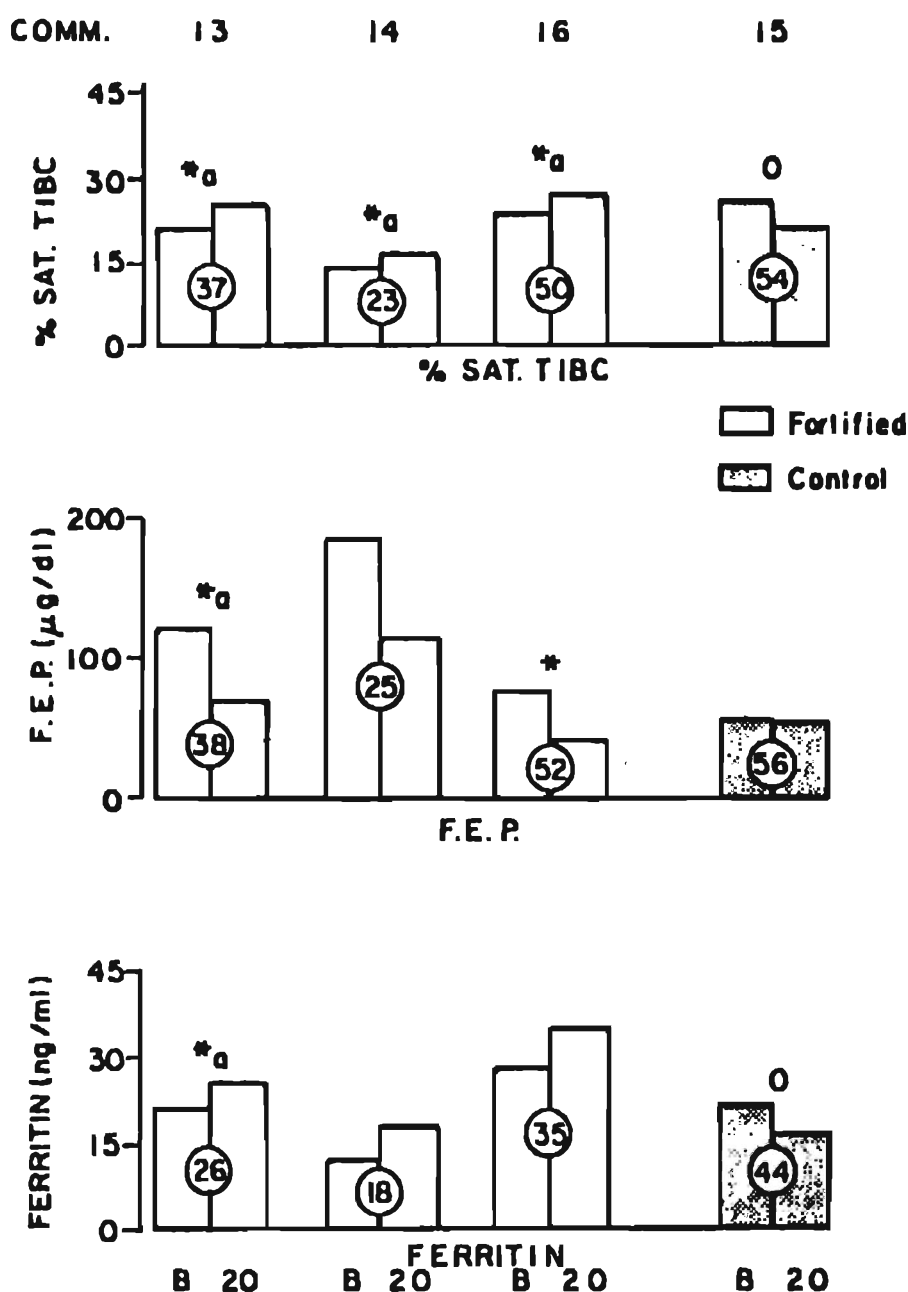 COMM. 13 14 16 15
45
30
15
0
% SAT. TIBC
*a *a *a O
37 23 50 54
% SAT. TIBC
Fortified
Control
200
100
0
F.E.P. (μg/dl)
*a *
38 25 52 56
F.E.P.
45
30
15
0
FERRITIN (ng/ml)
*a O
26 18 35 44
FERRITIN
B 20 B 20 B 20 B 20